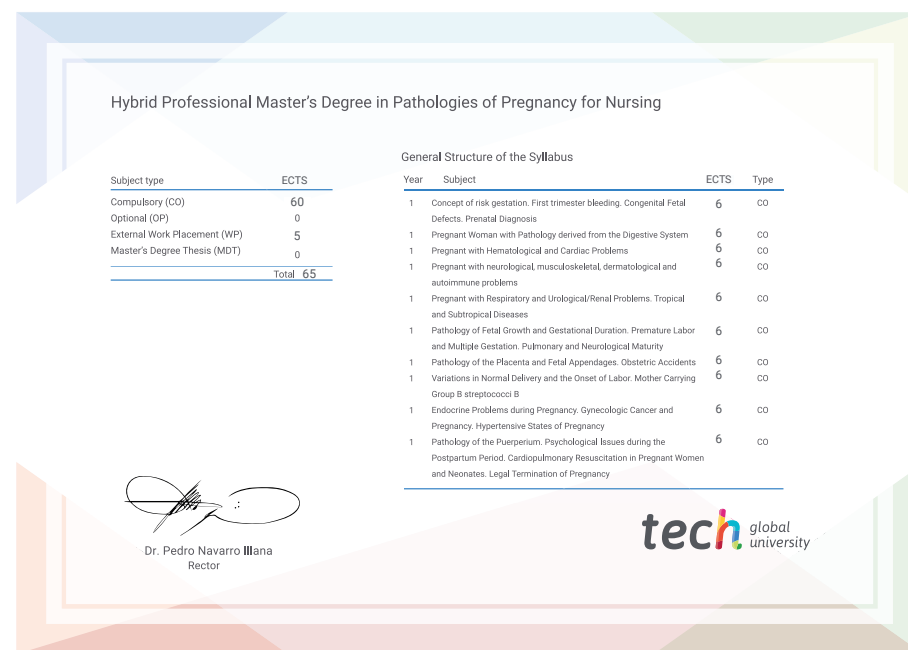 Hybrid Professional Master's Degree in Pathologies of Pregnancy for Nursing
Subject type ECTS
Compulsory (CO) 60
Optional (OP) 0
External Work Placement (WP) 5
Master's Degree Thesis (MDT) 0
Total 65
General Structure of the Syllabus
Year Subject ECTS Type
1 Concept of risk gestation. First trimester bleeding. Congenital Fetal 6 CO
Defects. Prenatal Diagnosis
1 Pregnant Woman with Pathology derived from the Digestive System 6 CO
1 Pregnant with Hematological and Cardiac Problems 6 CO
1 Pregnant with neurological, musculoskeletal, dermatological and 6 CO
autoimmune problems
1 Pregnant with Respiratory and Urological/Renal Problems. Tropical 6 CO
and Subtropical Diseases
1 Pathology of Fetal Growth and Gestational Duration. Premature Labor 6 CO
and Multiple Gestation. Pulmonary and Neurological Maturity
1 Pathology of the Placenta and Fetal Appendages. Obstetric Accidents 6 CO
1 Variations in Normal Delivery and the Onset of Labor. Mother Carrying 6 CO
Group B streptococci B
1 Endocrine Problems during Pregnancy. Gynecologic Cancer and 6 CO
Pregnancy. Hypertensive States of Pregnancy
1 Pathology of the Puerperium. Psychological Issues during the 6 CO
Postpartum Period. Cardiopulmonary Resuscitation in Pregnant Women
and Neonates. Legal Termination of Pregnancy
Dr. Pedro Navarro Illana
Rector
tech global
university